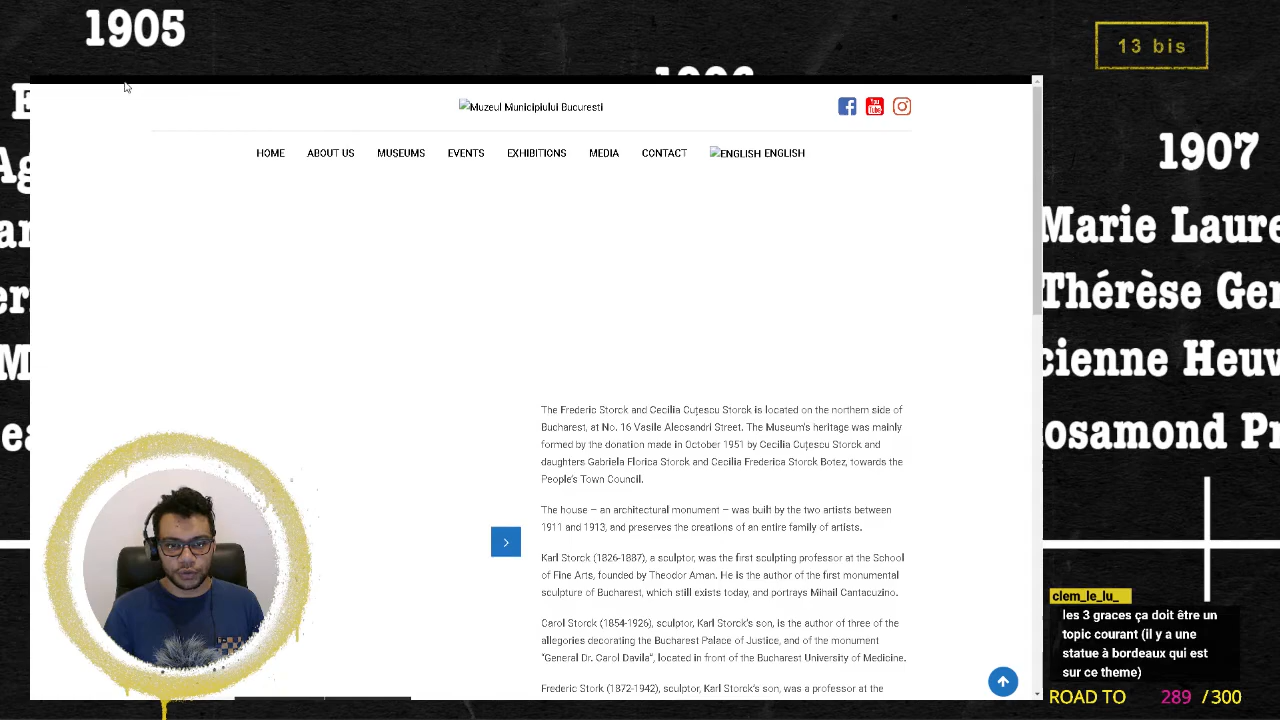 1905
13 bis
Muzeul Municipiului Bucuresti
You
Tube
1907
HOME ABOUT US MUSEUMS EVENTS EXHIBITIONS MEDIA CONTACT ENGLISH ENGLISH
Marie Laure
Thérèse Ger
cienne Heuv
osamond Pr
The Frederic Storck and Cecilia Cuțescu Storck is located on the northern side of
Bucharest, at No. 16 Vasile Alecsandri Street. The Museum's heritage was mainly
formed by the donation made in October 1951 by Cecilia Cuțescu Storck and
daughters Gabriela Florica Storck and Cecilia Frederica Storck Botez, towards the
People's Town Council.
The house – an architectural monument – was built by the two artists between
1911 and 1913, and preserves the creations of an entire family of artists.
Karl Storck (1826-1887), a sculptor, was the first sculpting professor at the School
of Fine Arts, founded by Theodor Aman. He is the author of the first monumental
sculpture of Bucharest, which still exists today, and portrays Mihail Cantacuzino.
Carol Storck (1854-1926), sculptor, Karl Storck's son, is the author of three of the
allegories decorating the Bucharest Palace of Justice, and of the monument
“General Dr. Carol Davila”, located in front of the Bucharest University of Medicine.
Frederic Stork (1872-1942), sculptor, Karl Storck's son, was a professor at the
clem_le_lu_
les 3 graces ça doit être un
topic courant (il y a une
statue à bordeaux qui est
sur ce theme)
ROAD TO 289 / 300